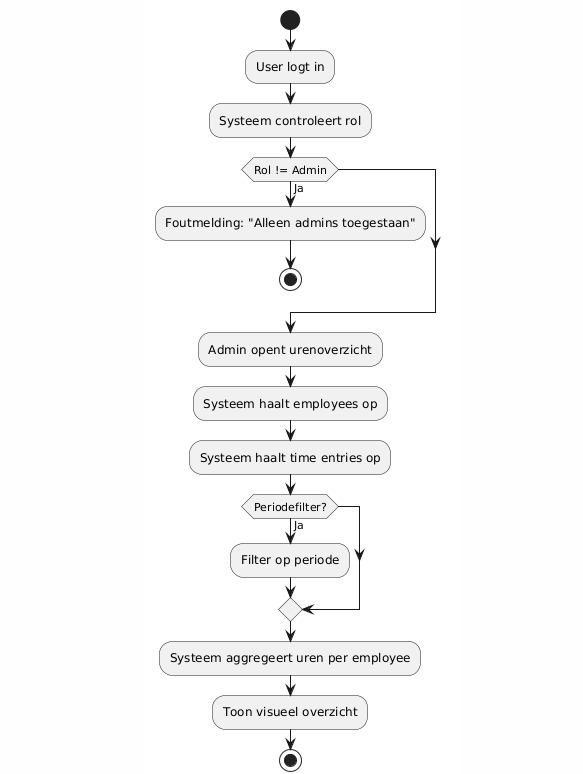 User logt in
Systeem controleert rol
Rol != Admin
Ja
Foutmelding: "Alleen admins toegestaan"
Admin opent urenoverzicht
Systeem haalt employees op
Systeem haalt time entries op
Periodefilter?
Ja
Filter op periode
Systeem aggregeert uren per employee
Toon visueel overzicht